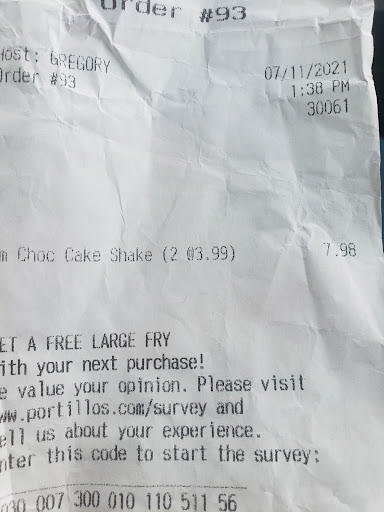 Order #93
Host: GREGORY
Order #93
07/11/2021
1:38 PM
30061
m Choc Cake Shake (2 @3.99) 7.98
ET A FREE LARGE FRY
ith your next purchase!
e value your opinion. Please visit
ww.portillos.com/survey and
ell us about your experience.
nter this code to start the survey:
030 007 300 010 110 511 56